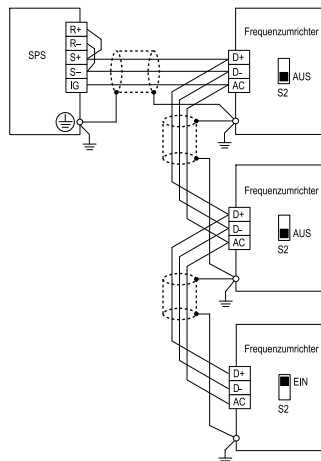 SPS
R+
R–
S+
S–
IG
Frequenzumrichter
D+
D-
AC
AUS
S2
Frequenzumrichter
D+
D-
AC
AUS
S2
Frequenzumrichter
D+
D-
AC
EIN
S2